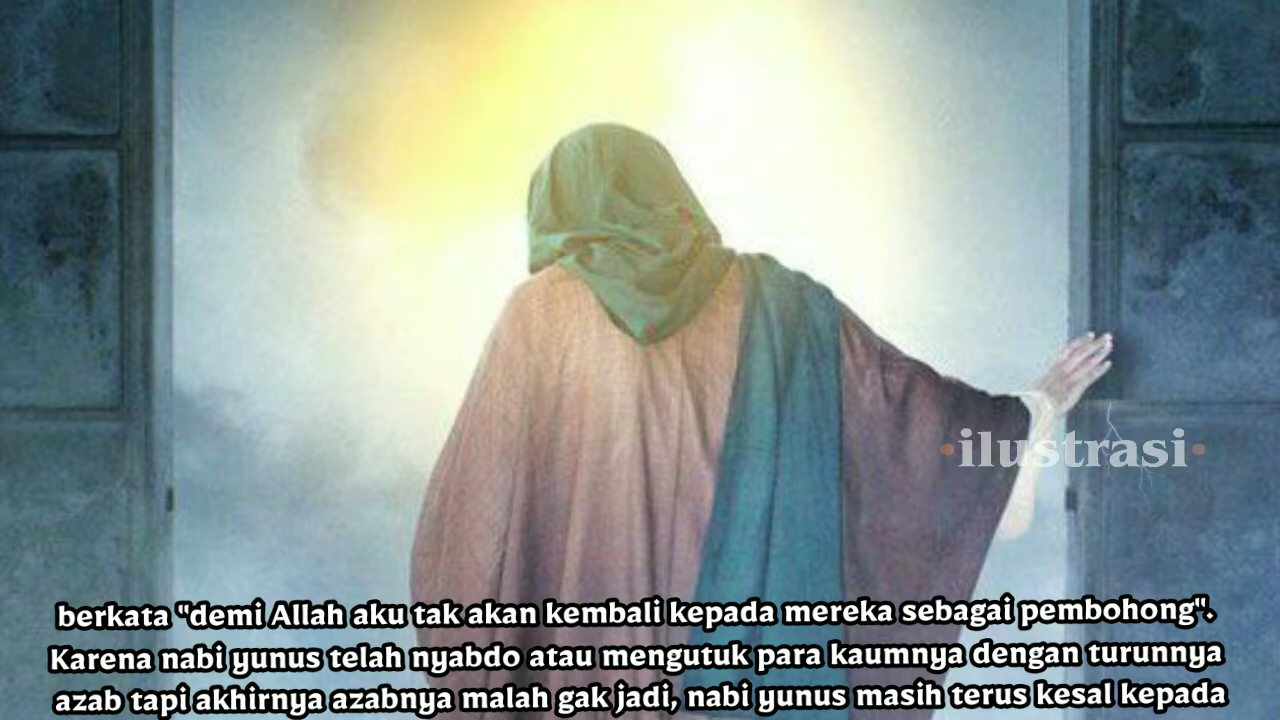 •ilustrasi•
berkata "demi Allah aku tak akan kembali kepada mereka sebagai pembohong".
Karena nabi yunus telah nyabdo atau mengutuk para kaumnya dengan turunnya
azab tapi akhirnya azabnya malah gak jadi, nabi yunus masih terus kesal kepada